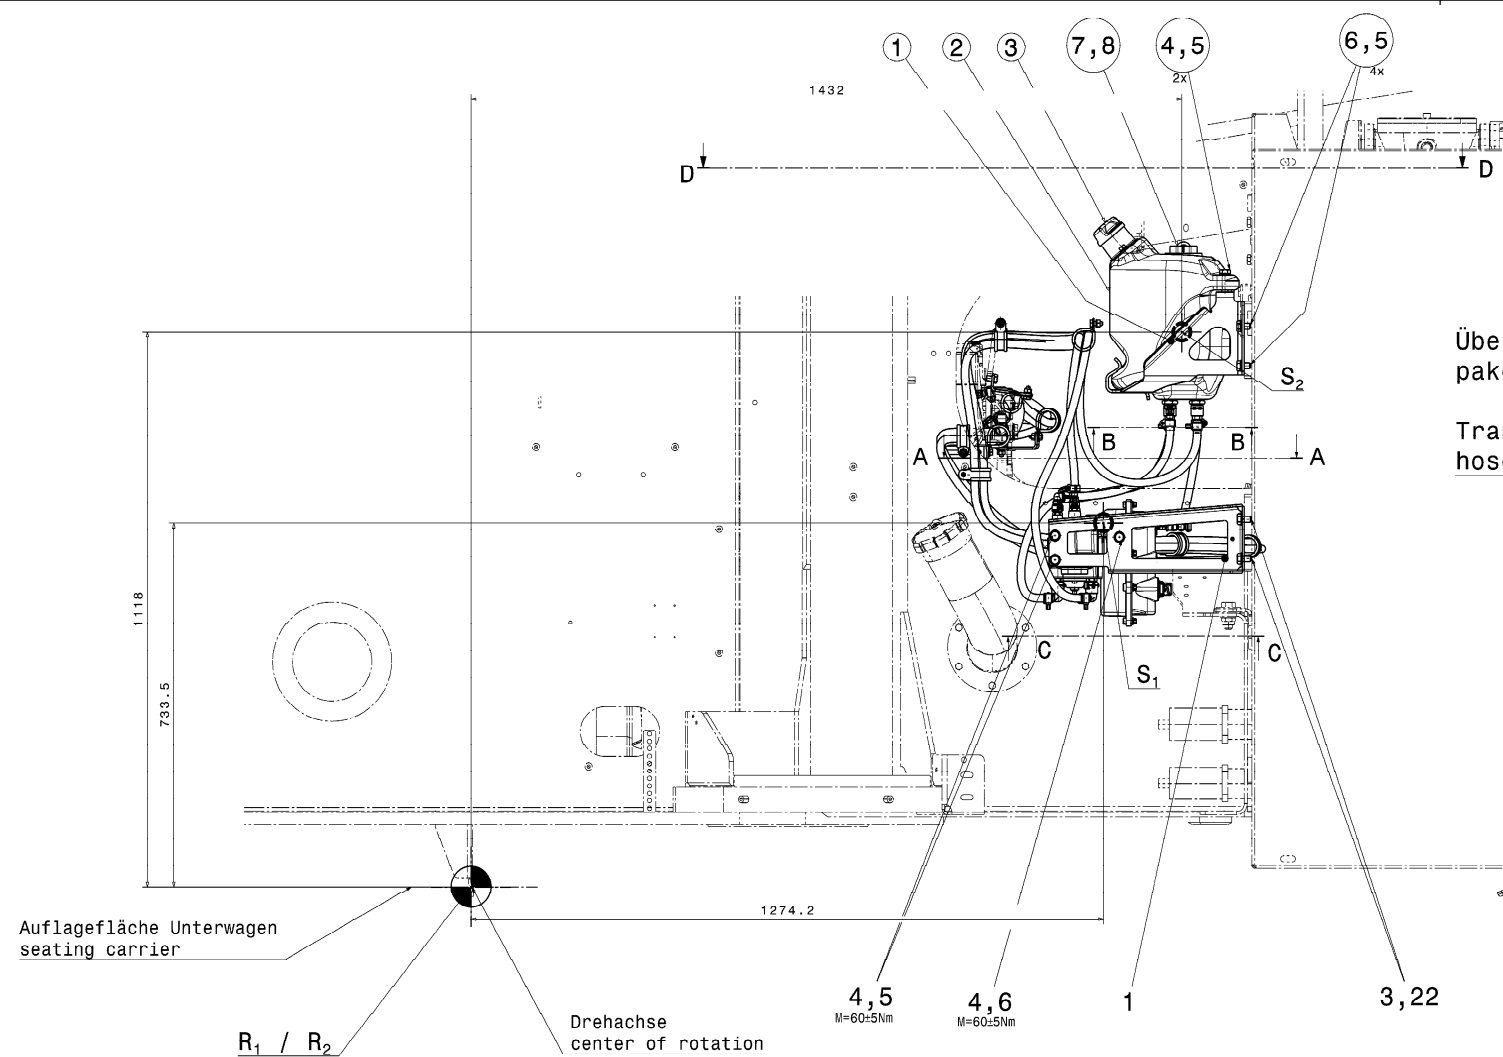 1
2
3
7,8
4,5
2x
6,5
4x
1432
D
D
S2
B
B
A
A
Übe
pak
Tra
hos
1118
733.5
C
C
S1
1274.2
Auflagefläche Unterwagen
seating carrier
R1 / R2
Drehachse
center of rotation
4,5
M=60±5Nm
4,6
M=60±5Nm
1
3,22